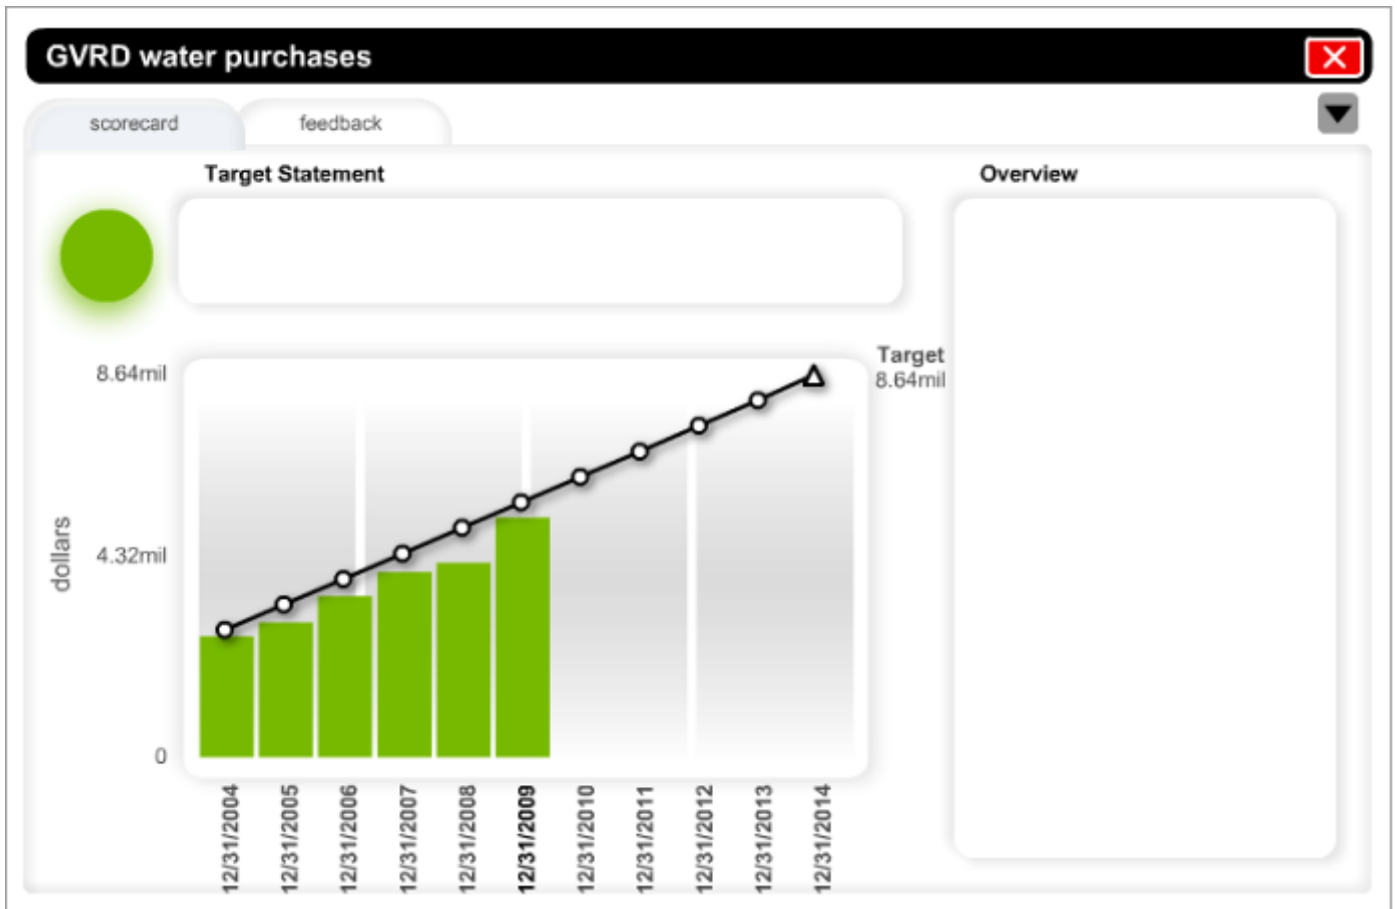 GVRD water purchases
scorecard
feedback
Target Statement
Overview
Target
8.64mil
8.64mil
4.32mil
0
dollars
12/31/2004
12/31/2005
12/31/2006
12/31/2007
12/31/2008
12/31/2009
12/31/2010
12/31/2011
12/31/2012
12/31/2013
12/31/2014